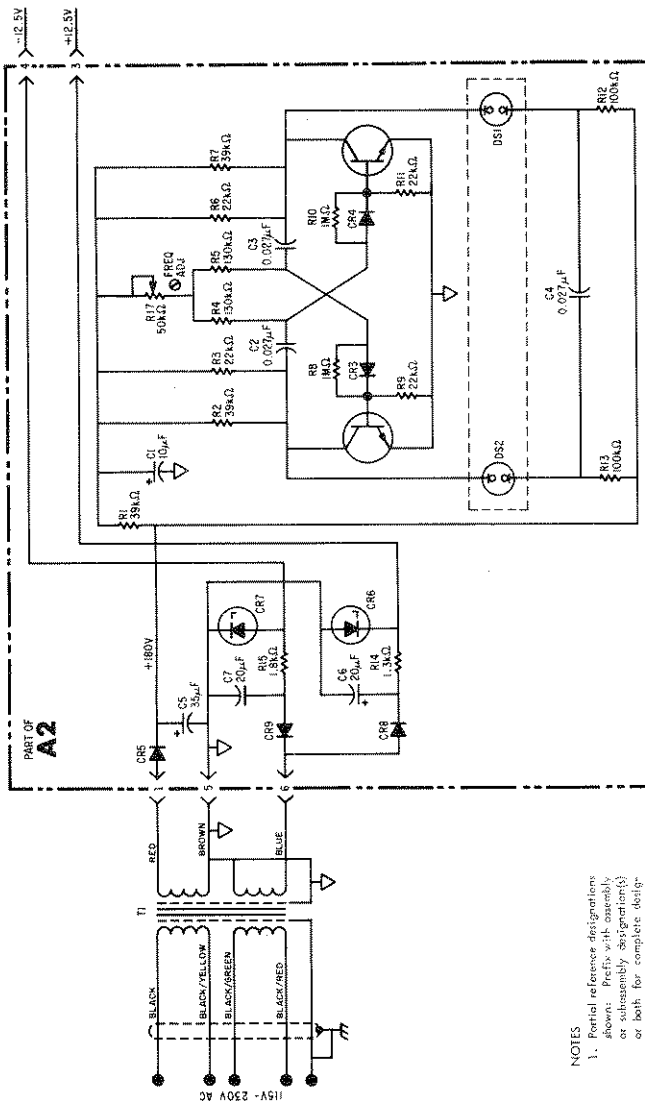 -12.5V
+12.5V
4
3
PART OF
A2
R1
39kΩ
C1
10µF
R2
39kΩ
R3
22kΩ
R17
50kΩ
FREQ
ADJ
R4
130kΩ
R5
130kΩ
R6
22kΩ
R7
39kΩ
C2
0.027µF
C3
0.027µF
R8
1MΩ
CR3
R9
22kΩ
R10
1MΩ
CR4
R11
22kΩ
DS2
DS1
R13
100kΩ
C4
0.027µF
R12
100kΩ
+180V
CR5
C5
35µF
C7
20µF
CR7
CR9
R15
1.8kΩ
C6
20µF
CR6
CR8
R14
1.3kΩ
1
5
6
RED
BROWN
BLUE
T1
BLACK
BLACK/YELLOW
BLACK/GREEN
BLACK/RED
115V-230V AC
NOTES
1. Partial reference designations
shown: Prefix with assembly
or subassembly designation(s)
or both for complete desig-